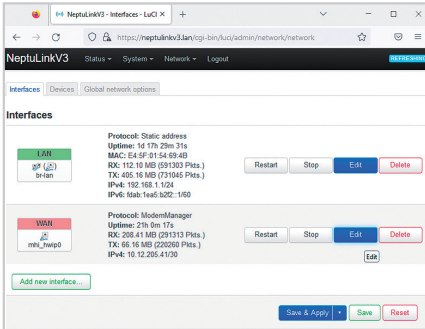 NeptuLinkV3 - Interfaces - LuCI
https://neptulinkv3.lan/cgi-bin/luci/admin/network/network
NeptuLinkV3 Status System Network Logout REFRESHING
Interfaces Devices Global network options
Interfaces
LAN
br-lan
Protocol: Static address
Uptime: 1d 17h 29m 31s
MAC: E4:5F:01:54:69:4B
RX: 112.10 MB (591303 Pkts.)
TX: 405.16 MB (731045 Pkts.)
IPv4: 192.168.1.1/24
IPv6: fdab:1ea5:b2f2::1/60
Restart Stop Edit Delete
WAN
mhi_hwip0
Protocol: ModemManager
Uptime: 21h 0m 17s
RX: 208.41 MB (291313 Pkts.)
TX: 66.16 MB (220260 Pkts.)
IPv4: 10.12.205.41/30
Restart Stop Edit Delete
Edit
Add new interface...
Save & Apply Save Reset